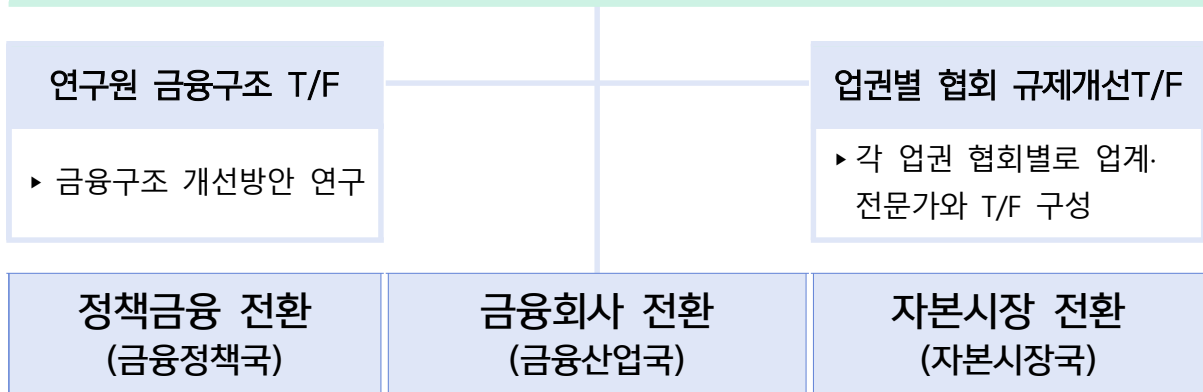 연구원 금융구조 T/F
▸ 금융구조 개선방안 연구
업권별 협회 규제개선T/F
▸ 각 업권 협회별로 업계·
전문가와 T/F 구성
정책금융 전환
(금융정책국)
금융회사 전환
(금융산업국)
자본시장 전환
(자본시장국)